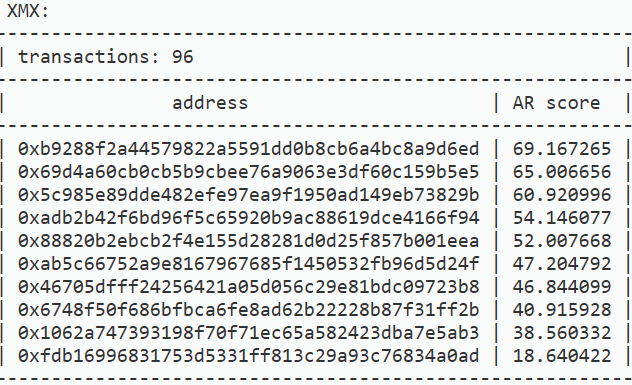 XMX:
transactions: 96
address | AR score
0xb9288f2a44579822a5591dd0b8cb6a4bc8a9d6ed | 69.167265
0x69d4a60cb0cb5b9cbee76a9063e3df60c159b5e5 | 65.006656
0x5c985e89dde482efe97ea9f1950ad149eb73829b | 60.920996
0xadb2b42f6bd96f5c65920b9ac88619dce4166f94 | 54.146077
0x88820b2ebcb2f4e155d28281d0d25f857b001eea | 52.007668
0xab5c66752a9e8167967685f1450532fb96d5d24f | 47.204792
0x46705dfff24256421a05d056c29e81bdc09723b8 | 46.844099
0x6748f50f686bfbca6fe8ad62b22228b87f31ff2b | 40.915928
0x1062a747393198f70f71ec65a582423dba7e5ab3 | 38.560332
0xfdb16996831753d5331ff813c29a93c76834a0ad | 18.640422